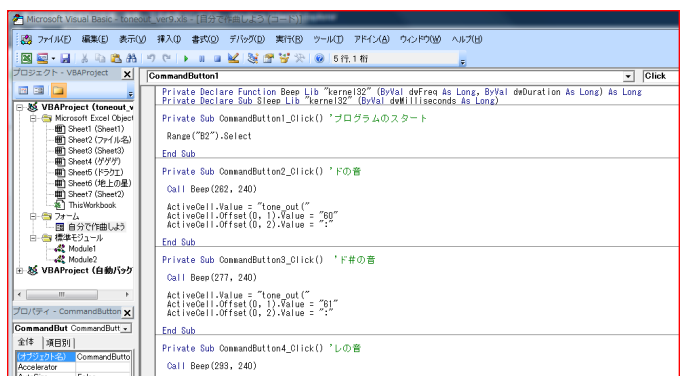 Microsoft Visual Basic - toneout_ver9.xls - [自分で作曲しよう (コード)]
ファイル(F) 編集(E) 表示(V) 挿入(I) 書式(O) デバッグ(D) 実行(R) ツール(T) アドイン(A) ウィンドウ(W) ヘルプ(H)
5 行, 1 桁
プロジェクト - VBAProject
VBAProject (toneout_v
Microsoft Excel Object
Sheet1 (Sheet1)
Sheet2 (ファイル名)
Sheet3 (Sheet3)
Sheet4 (ゲゲゲ)
Sheet5 (ドラクエ)
Sheet6 (地上の星)
Sheet7 (Sheet2)
ThisWorkbook
フォーム
自分で作曲しよう
標準モジュール
Module1
Module2
VBAProject (自動バック
プロパティ - CommandButton
CommandBut CommandButt
全体 項目別
(オブジェクト名) CommandButto
Accelerator
CommandButton1 Click
Private Declare Function Beep Lib "kernel32" (ByVal dwFreq As Long, ByVal dwDuration As Long) As Long
Private Declare Sub Sleep Lib "kernel32" (ByVal dwMilliseconds As Long)
Private Sub CommandButton1_Click() 'プログラムのスタート
Range("B2").Select
End Sub
Private Sub CommandButton2_Click() 'ドの音
Call Beep(262, 240)
ActiveCell.Value = "tone_out("
ActiveCell.Offset(0, 1).Value = "60"
ActiveCell.Offset(0, 2).Value = ":"
End Sub
Private Sub CommandButton3_Click() 'ド#の音
Call Beep(277, 240)
ActiveCell.Value = "tone_out("
ActiveCell.Offset(0, 1).Value = "61"
ActiveCell.Offset(0, 2).Value = ":"
End Sub
Private Sub CommandButton4_Click() 'レの音
Call Beep(293, 240)